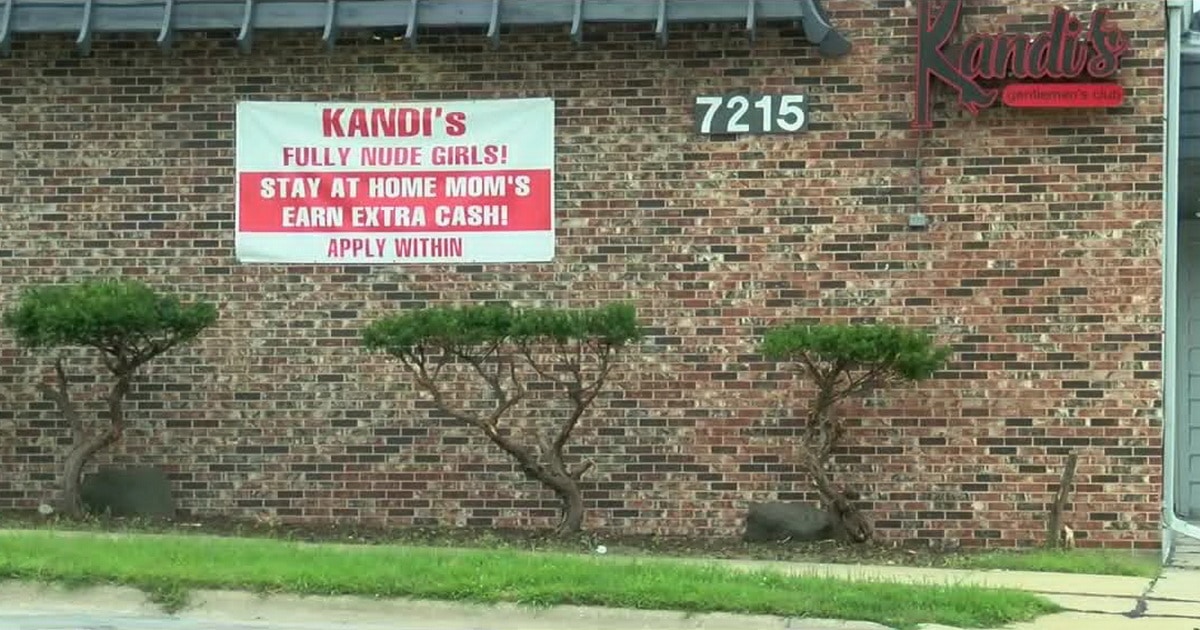 KANDI's
FULLY NUDE GIRLS!
STAY AT HOME MOM'S
EARN EXTRA CASH!
APPLY WITHIN
7215
Kandi's
gentlemen's club